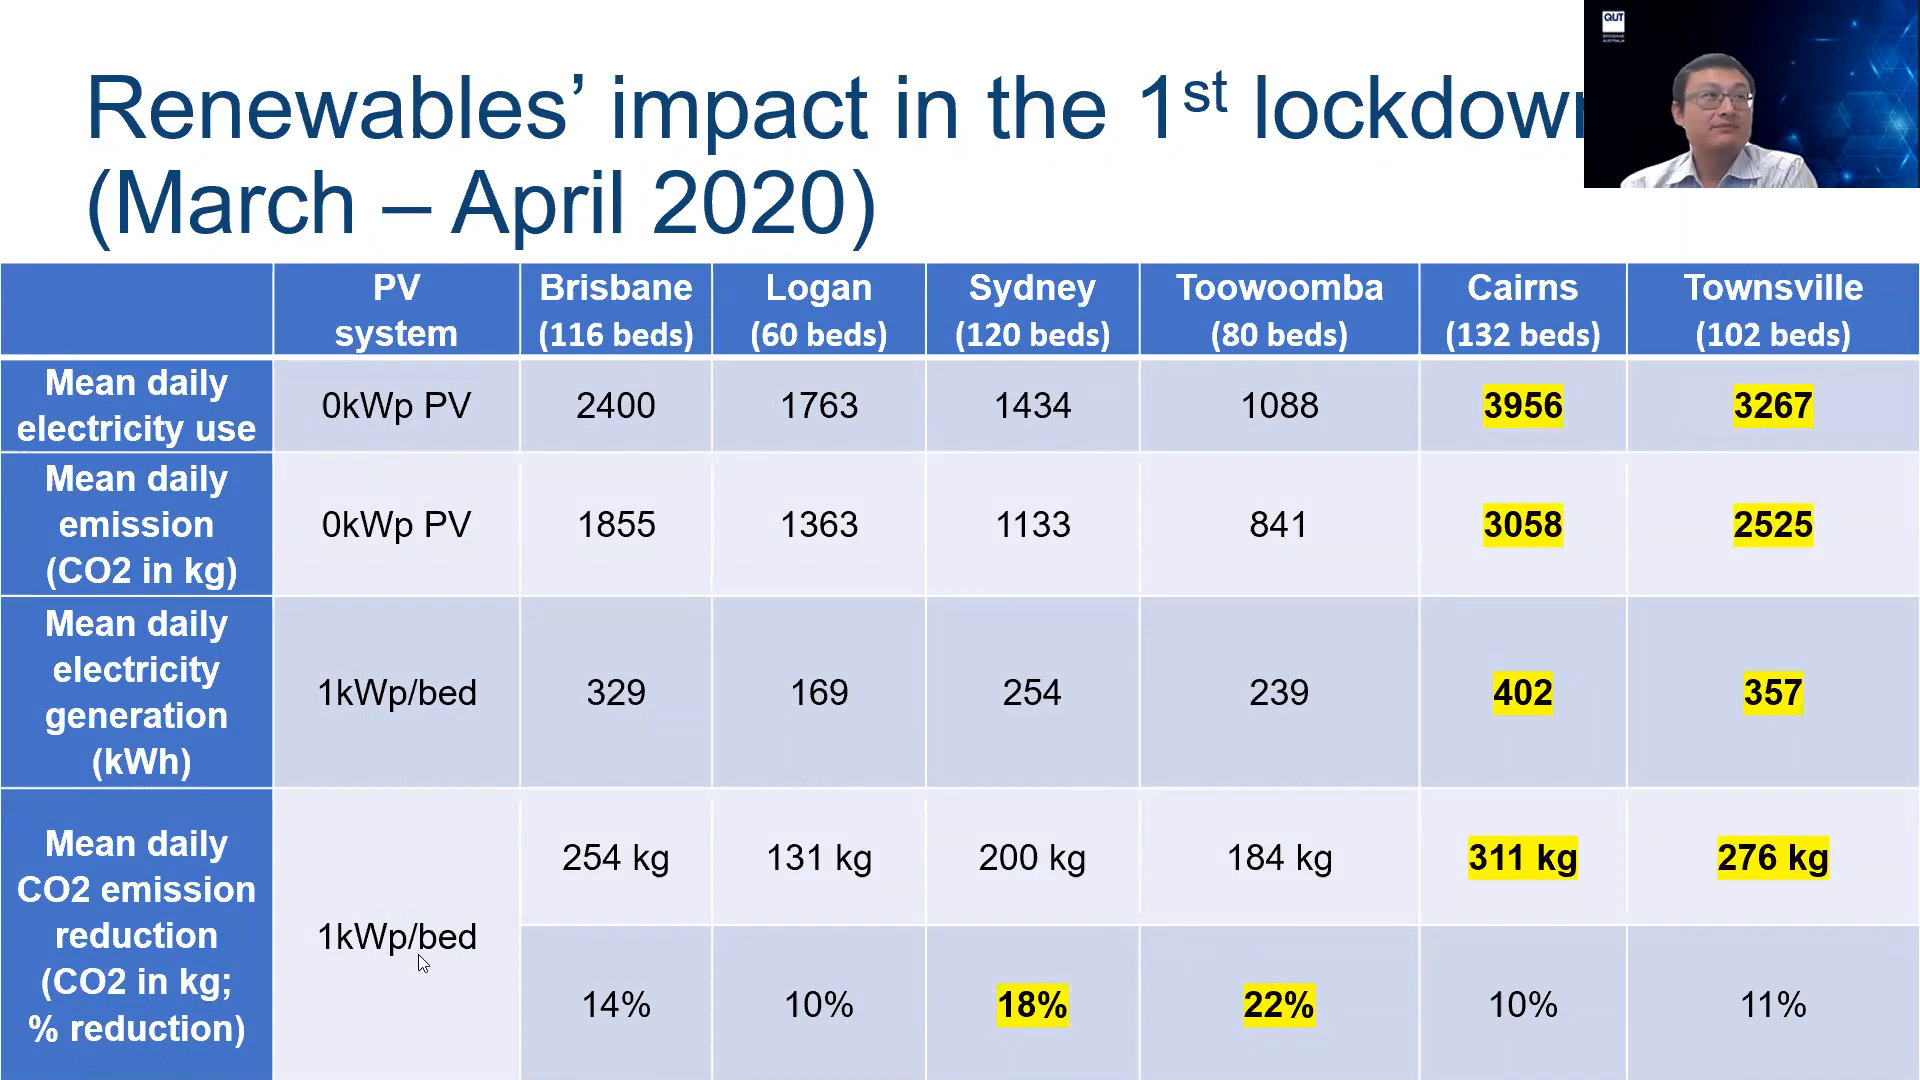 Renewables’ impact in the 1st lockdown
(March – April 2020)
QUT
PV system
Brisbane (116 beds)
Logan (60 beds)
Sydney (120 beds)
Toowoomba (80 beds)
Cairns (132 beds)
Townsville (102 beds)
Mean daily electricity use
0kWp PV
2400
1763
1434
1088
3956
3267
Mean daily emission (CO2 in kg)
0kWp PV
1855
1363
1133
841
3058
2525
Mean daily electricity generation (kWh)
1kWp/bed
329
169
254
239
402
357
Mean daily CO2 emission reduction (CO2 in kg; % reduction)
1kWp/bed
254 kg
131 kg
200 kg
184 kg
311 kg
276 kg
14%
10%
18%
22%
10%
11%